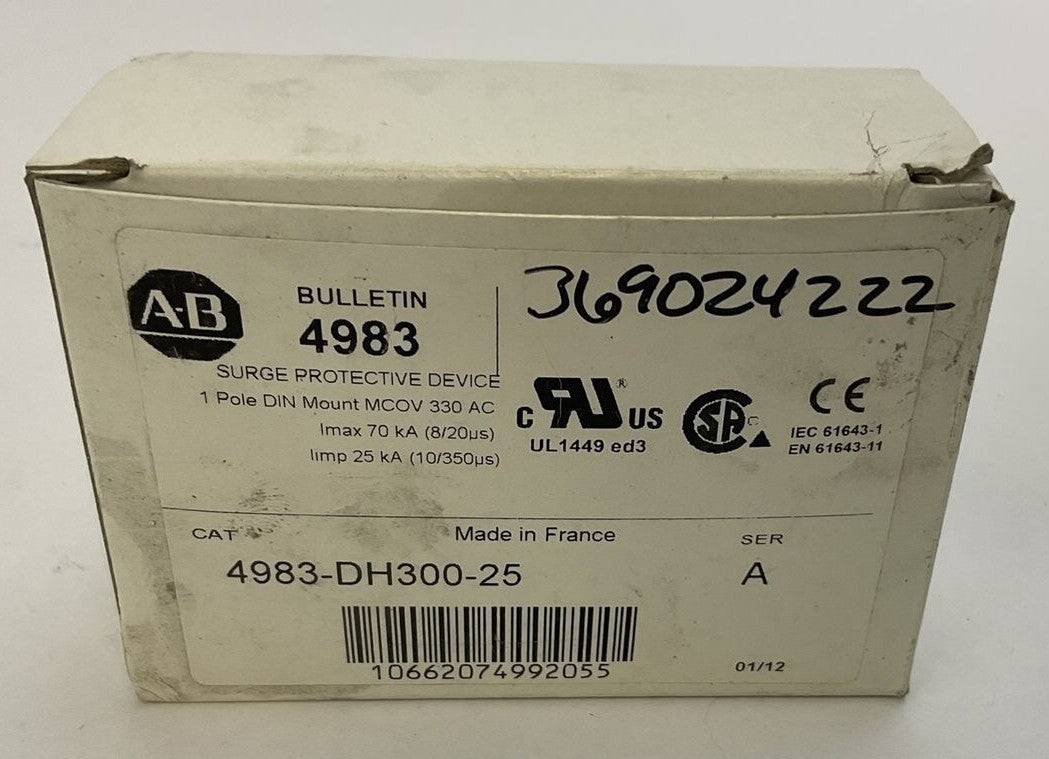 A-B
BULLETIN
4983
SURGE PROTECTIVE DEVICE
1 Pole DIN Mount MCOV 330 AC
Imax 70 kA (8/20µs)
Iimp 25 kA (10/350µs)
369024222
c RU ® US
UL1449 ed3
SA
CE
IEC 61643-1
EN 61643-11
CAT
Made in France
SER
4983-DH300-25
A
10662074992055
01/12